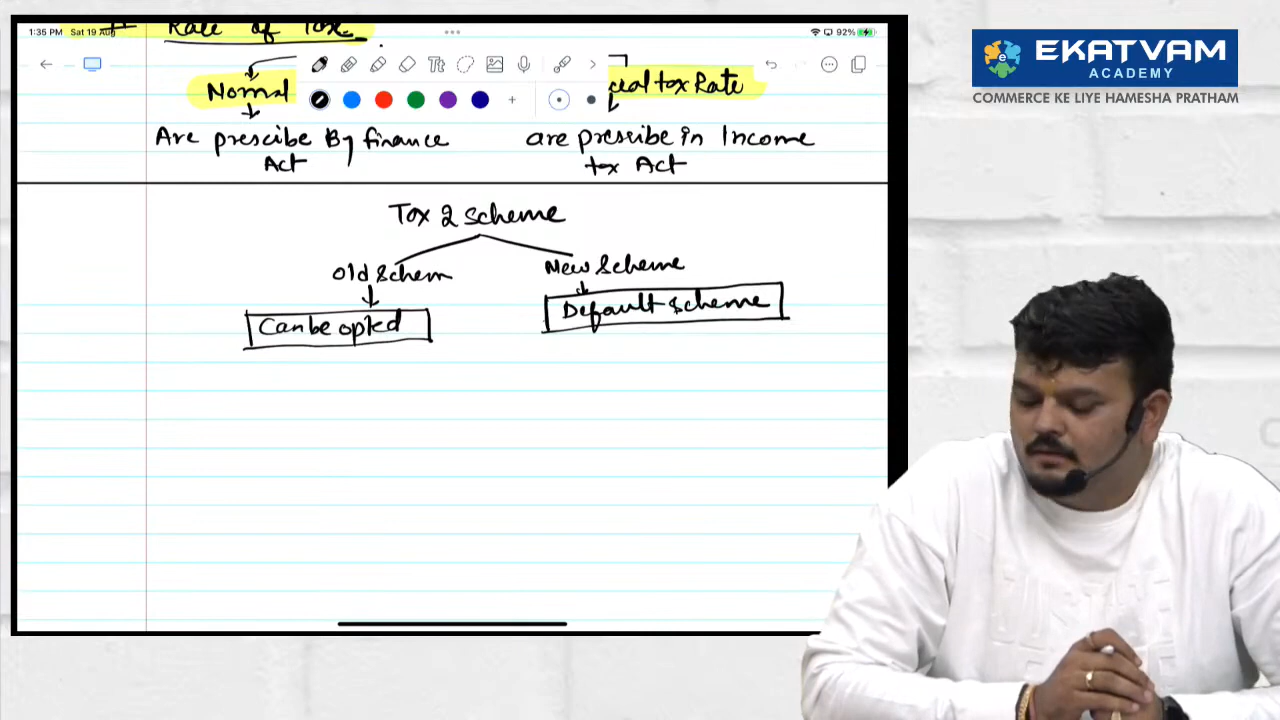 Rate of Tax
1:35 PM Sat 19 Aug
92%
Normal
ceal tax Rate
Are prescibe By finance
Act
are prescribe in Income
tax Act
Tax 2 scheme
Old Schem
New Scheme
Can be opted
Default Scheme
EKATVAM
ACADEMY
COMMERCE KE LIYE HAMESHA PRATHAM